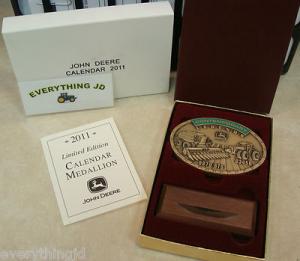 JOHN DEERE
CALENDAR 2011
EVERYTHING JD
2011
Limited Edition
CALENDAR
MEDALLION
JOHN DEERE
everythingjd